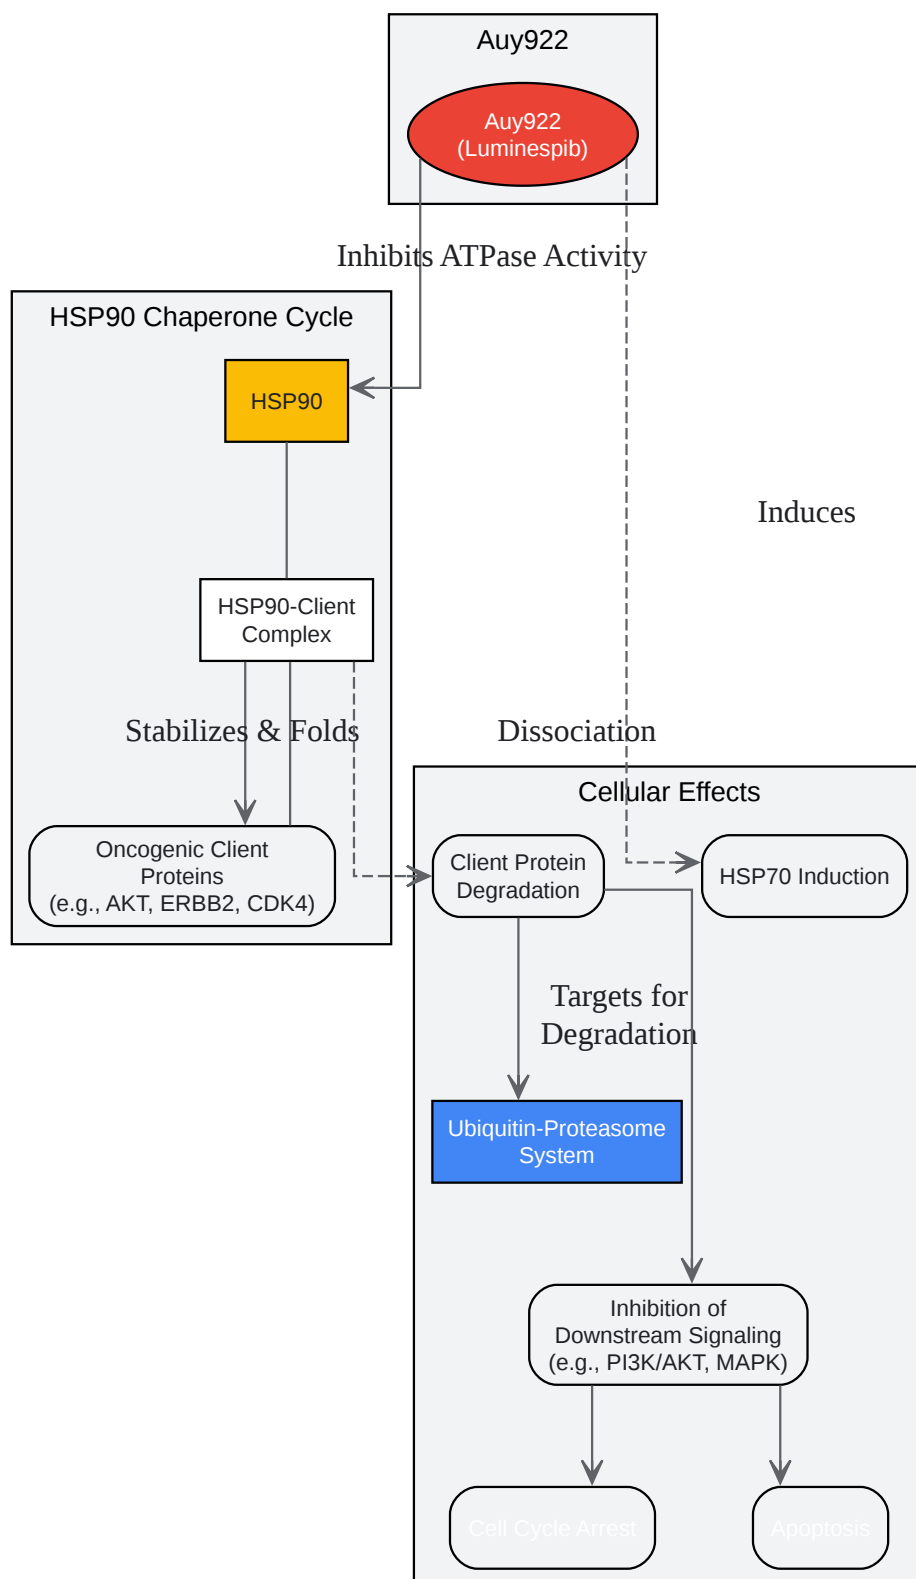 Auy922
Auy922
(Luminespib)
Inhibits ATPase Activity
HSP90 Chaperone Cycle
HSP90
Induces
HSP90-Client
Complex
Stabilizes & Folds
Dissociation
Cellular Effects
Oncogenic Client
Proteins
(e.g., AKT, ERBB2, CDK4)
Client Protein
Degradation
HSP70 Induction
Targets for
Degradation
Ubiquitin-Proteasome
System
Inhibition of
Downstream Signaling
(e.g., PI3K/AKT, MAPK)
Cell Cycle Arrest
Apoptosis